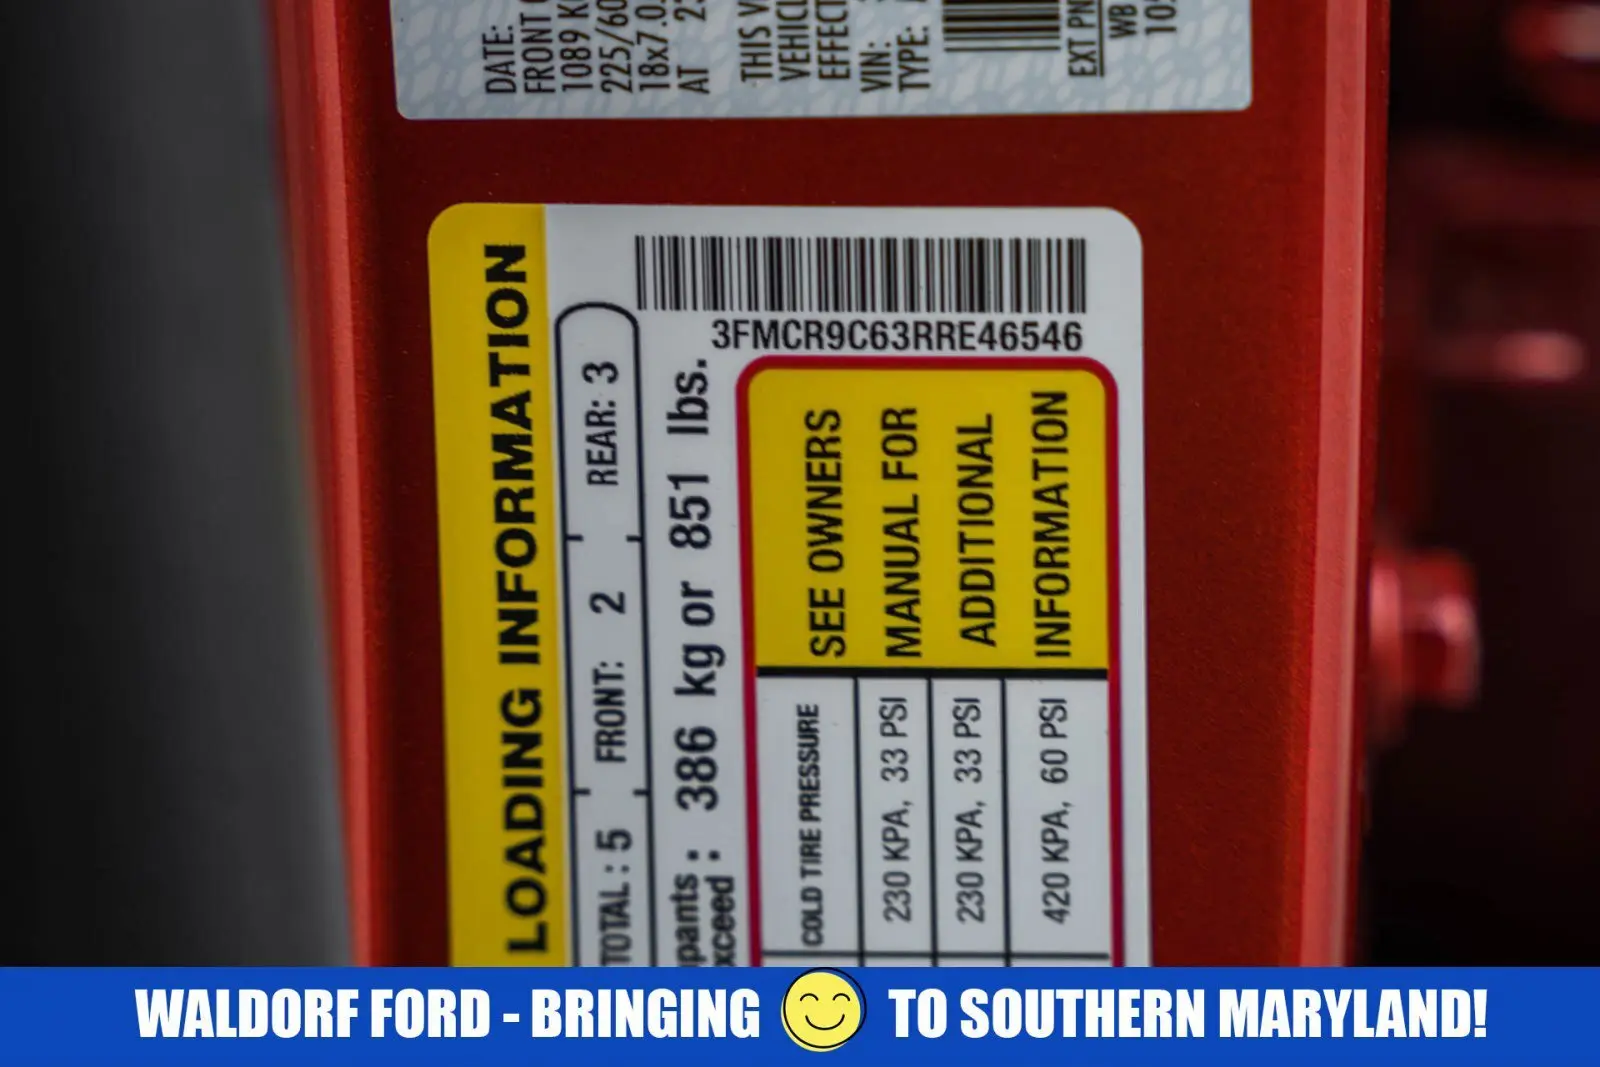 DATE:
FRONT
1089
225/60
18x7.0
AT
THIS
VEHICL
EFFECT
VIN:
TYPE:
EXT PN
WB
105
LOADING INFORMATION
TOTAL : 5 FRONT: 2 REAR: 3
pants :
xceed : 386 kg or 851 lbs.
3FMCR9C63RRE46546
SEE OWNERS
MANUAL FOR
ADDITIONAL
INFORMATION
COLD TIRE PRESSURE
230 KPA, 33 PSI
230 KPA, 33 PSI
420 KPA, 60 PSI
WALDORF FORD - BRINGING TO SOUTHERN MARYLAND!